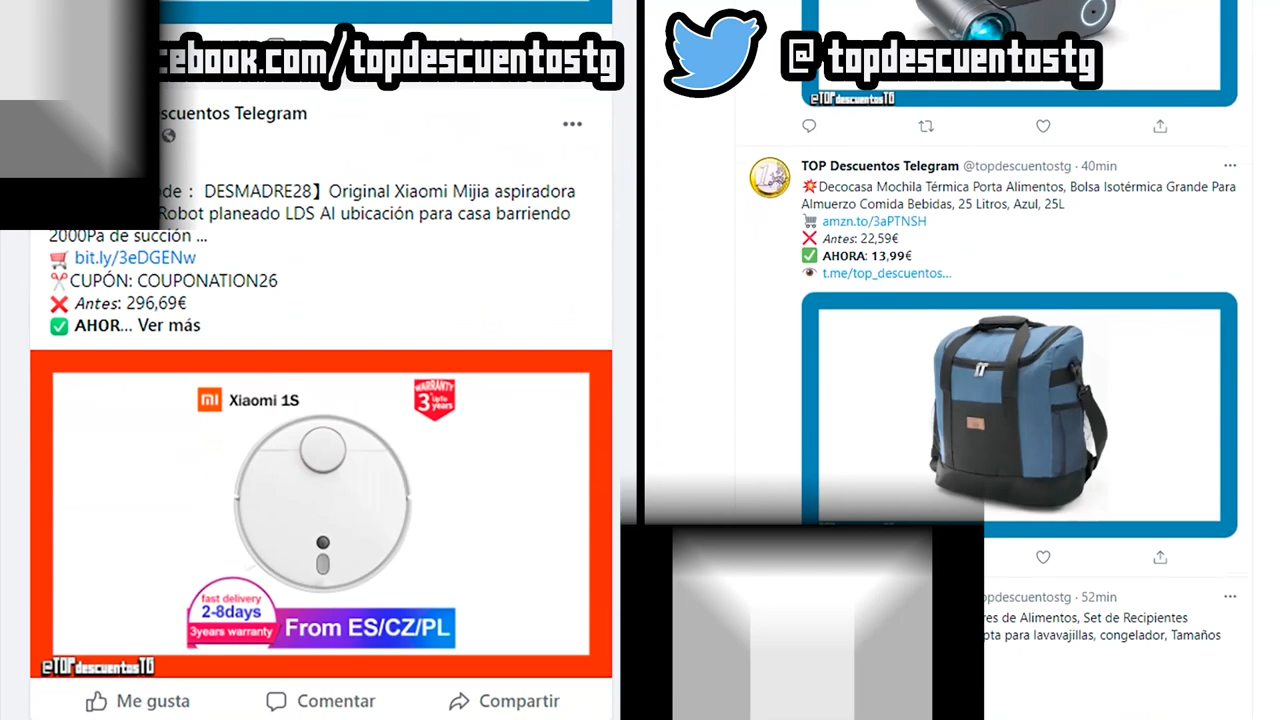 cebook.com/topdescuentostg
scuentos Telegram
de : DESMADRE28】Original Xiaomi Mijia aspiradora
Robot planeado LDS AI ubicación para casa barriendo
2000Pa de succión ...
bit.ly/3eDGENw
CUPÓN: COUPONATION26
Antes: 296,69€
AHOR... Ver más
mi Xiaomi 1S
WARRANTY
3 UpTo years
fast delivery
2-8days
3years warranty
From ES/CZ/PL
@TOPdescuentosTG
Me gusta Comentar Compartir
@topdescuentostg
@TOPdescuentosTG
TOP Descuentos Telegram @topdescuentostg · 40min
Decocasa Mochila Térmica Porta Alimentos, Bolsa Isotérmica Grande Para
Almuerzo Comida Bebidas, 25 Litros, Azul, 25L
amzn.to/3aPTNSH
Antes: 22,59€
AHORA: 13,99€
t.me/top_descuentos...
opdescuentostg · 52min
res de Alimentos, Set de Recipientes
pta para lavavajillas, congelador, Tamaños